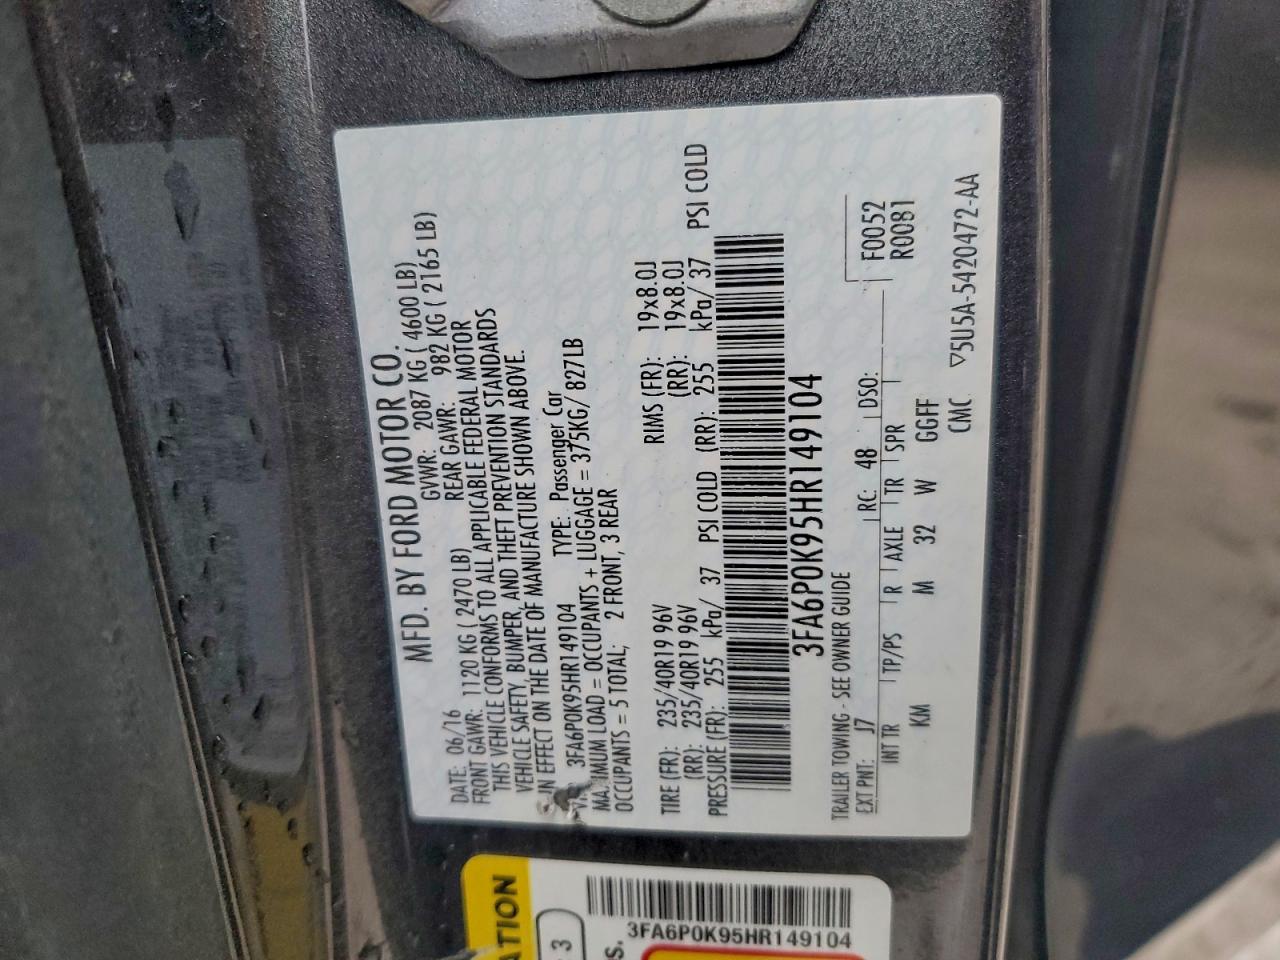 MFD. BY FORD MOTOR CO.
DATE: 06/16 GVWR: 2087 KG ( 4600 LB)
FRONT GAWR: 1120 KG ( 2470 LB) REAR GAWR: 982 KG ( 2165 LB)
THIS VEHICLE CONFORMS TO ALL APPLICABLE FEDERAL MOTOR
VEHICLE SAFETY, BUMPER, AND THEFT PREVENTION STANDARDS
IN EFFECT ON THE DATE OF MANUFACTURE SHOWN ABOVE.
3FA6P0K95HR149104 TYPE: Passenger Car
LOAD = OCCUPANTS + LUGGAGE = 375KG/ 827LB
OCCUPANTS = 5 TOTAL; 2 FRONT, 3 REAR
TIRE (FR): 235/40R19 96V RIMS (FR): 19x8.0J
(RR): 235/40R19 96V (RR): 19x8.0J
PRESSURE (FR): 255 kPa/ 37 PSI COLD (RR): 255 kPa/ 37 PSI COLD
3FA6P0K95HR149104
TRAILER TOWING - SEE OWNER GUIDE
EXT PNT: J7 RC: 48 DSO:
F0052
R0081
INT TR TP/PS R AXLE TR SPR
KM M 32 W GGFF
CMC ▽5U5A-5420472-AA
3FA6P0K95HR149104
3